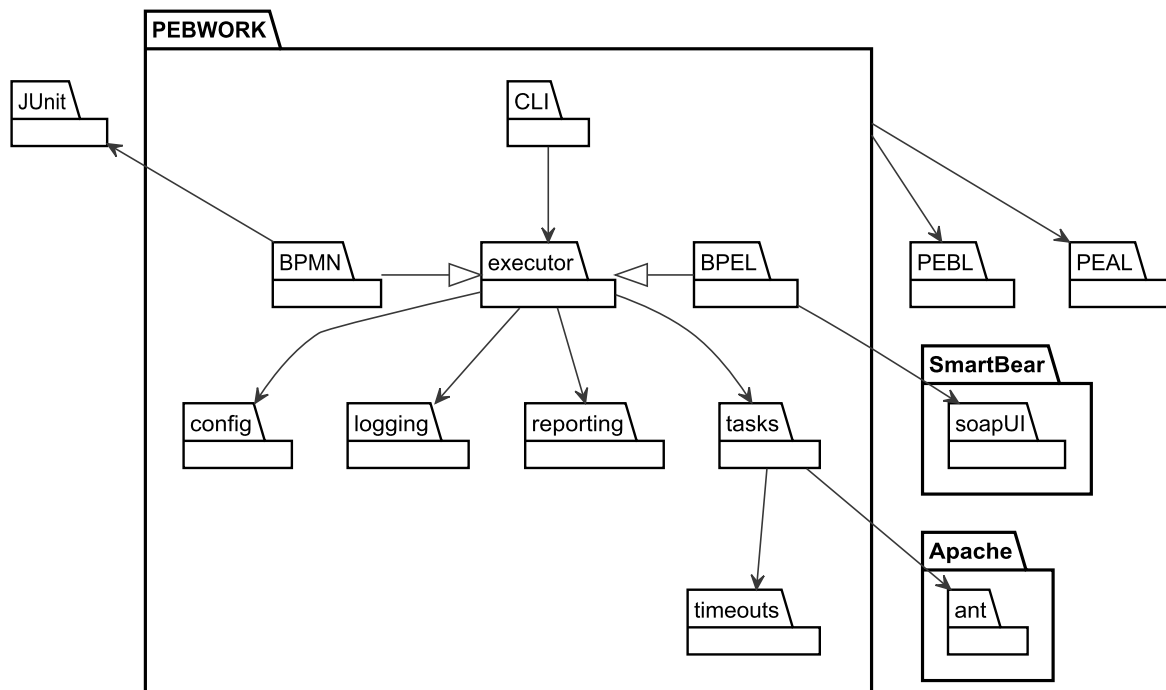 PEBWORK
JUnit
CLI
BPMN
executor
BPEL
PEBL
PEAL
SmartBear
config
logging
reporting
tasks
soapUI
Apache
timeouts
ant